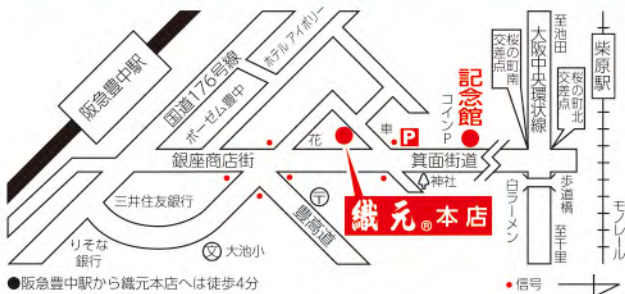 阪急豊中駅
国道176号線
ボーゼム豊中
ホテル アイボリー
花
車
P
コインP
記念館
桜の町南
交差点
至池田
大阪中央環状線
桜の町北
交差点
柴原駅
銀座商店街
箕面街道
三井住友銀行
りそな
銀行
文
大池小
〒
豊高道
神社
織元®本店
白ラーメン
歩道橋
至千里
モノレール
●阪急豊中駅から織元本店へは徒歩4分
●信号